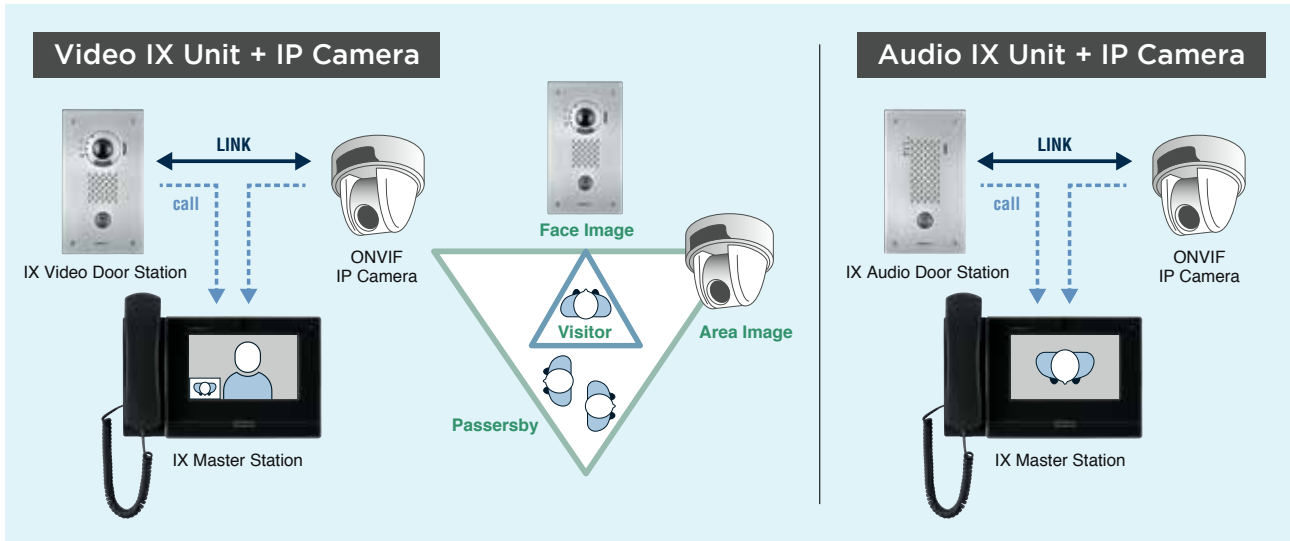 Video IX Unit + IP Camera
LINK
call
IX Video Door Station
ONVIF
IP Camera
IX Master Station
Face Image
Visitor
Area Image
Passersby
Audio IX Unit + IP Camera
LINK
call
IX Audio Door Station
ONVIF
IP Camera
IX Master Station